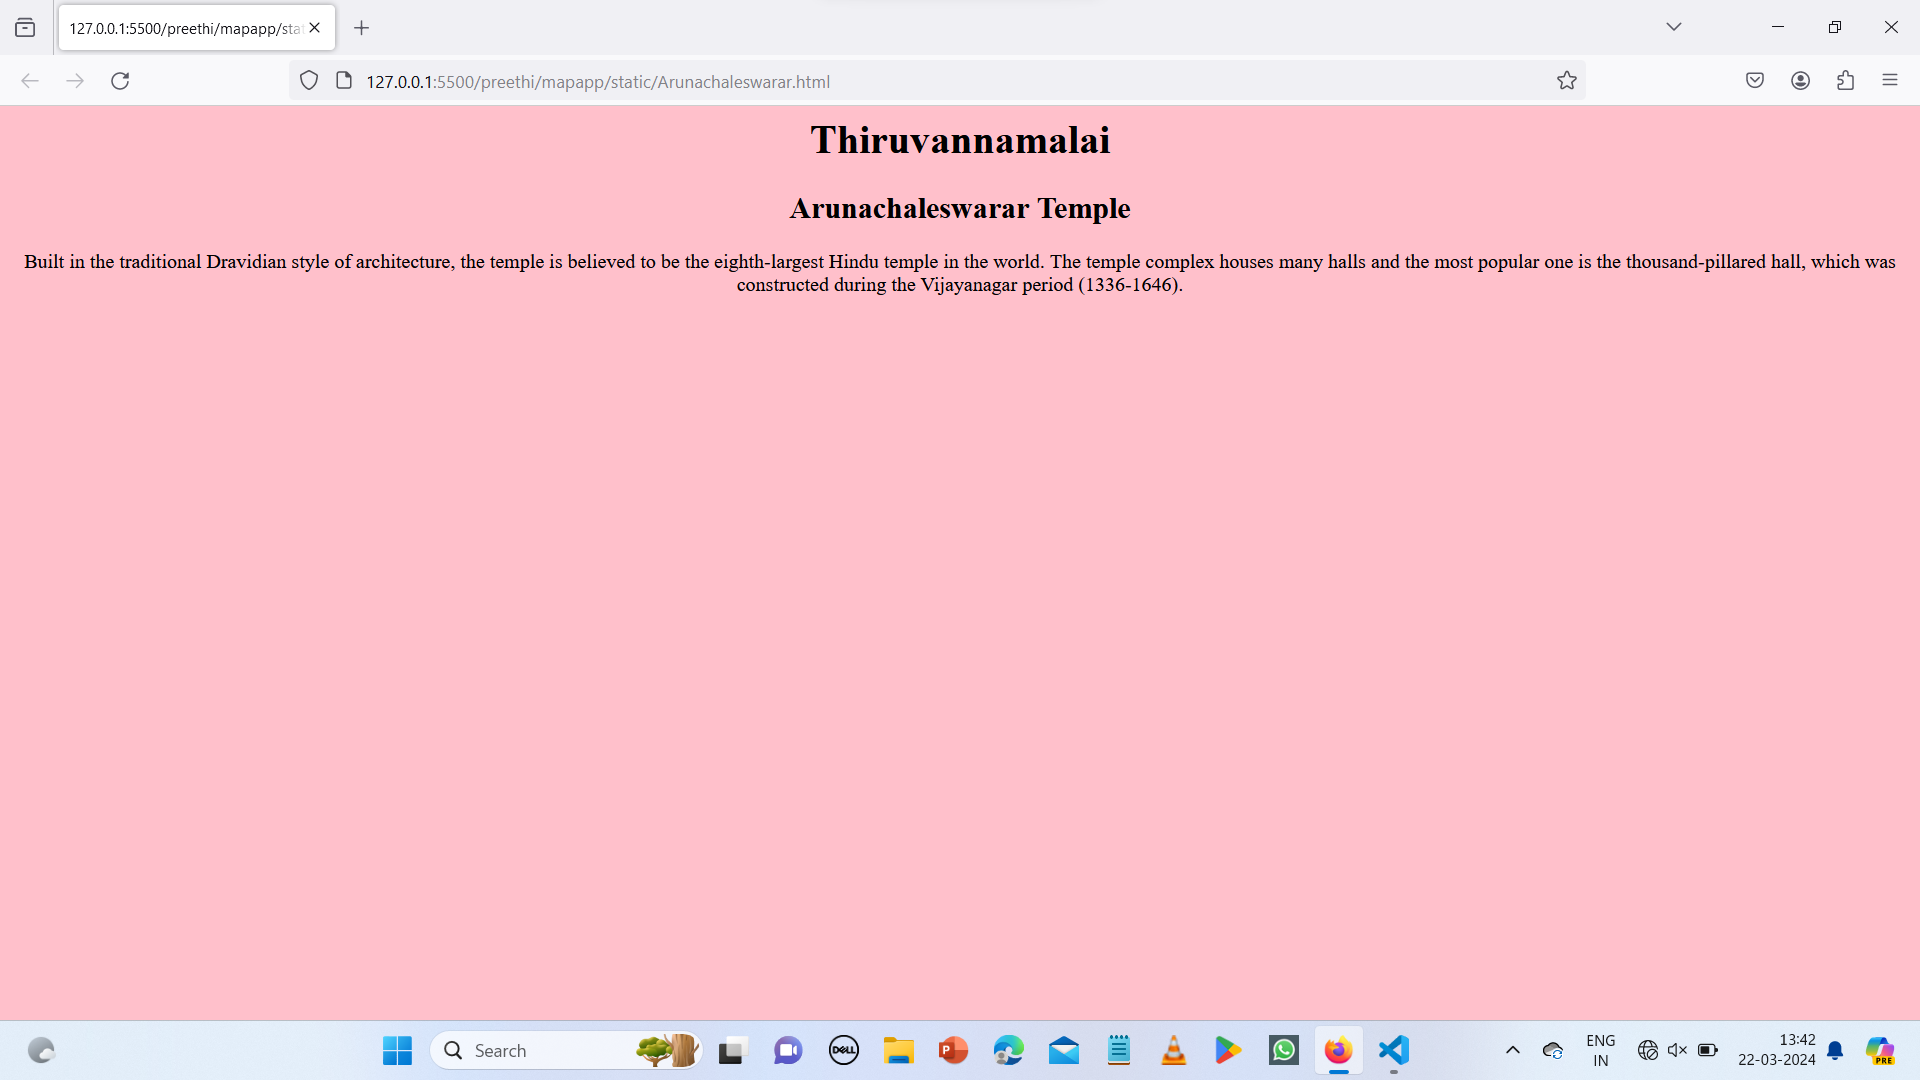 127.0.0.1:5500/preethi/mapapp/stat
127.0.0.1:5500/preethi/mapapp/static/Arunachaleswarar.html
Thiruvannamalai
Arunachaleswarar Temple
Built in the traditional Dravidian style of architecture, the temple is believed to be the eighth-largest Hindu temple in the world. The temple complex houses many halls and the most popular one is the thousand-pillared hall, which was
constructed during the Vijayanagar period (1336-1646).
Search
DELL
P
ENG
IN
13:42
22-03-2024
PRE